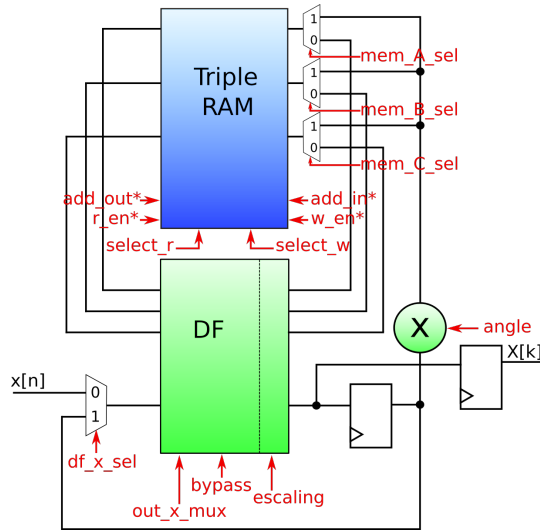 1
0
mem_A_sel
Triple
RAM
1
0
mem_B_sel
1
0
mem_C_sel
add_out*
add_in*
r_en*
w_en*
select_r
select_w
DF
X
angle
X[k]
x[n]
0
1
df_x_sel
bypass
escaling
out_x_mux